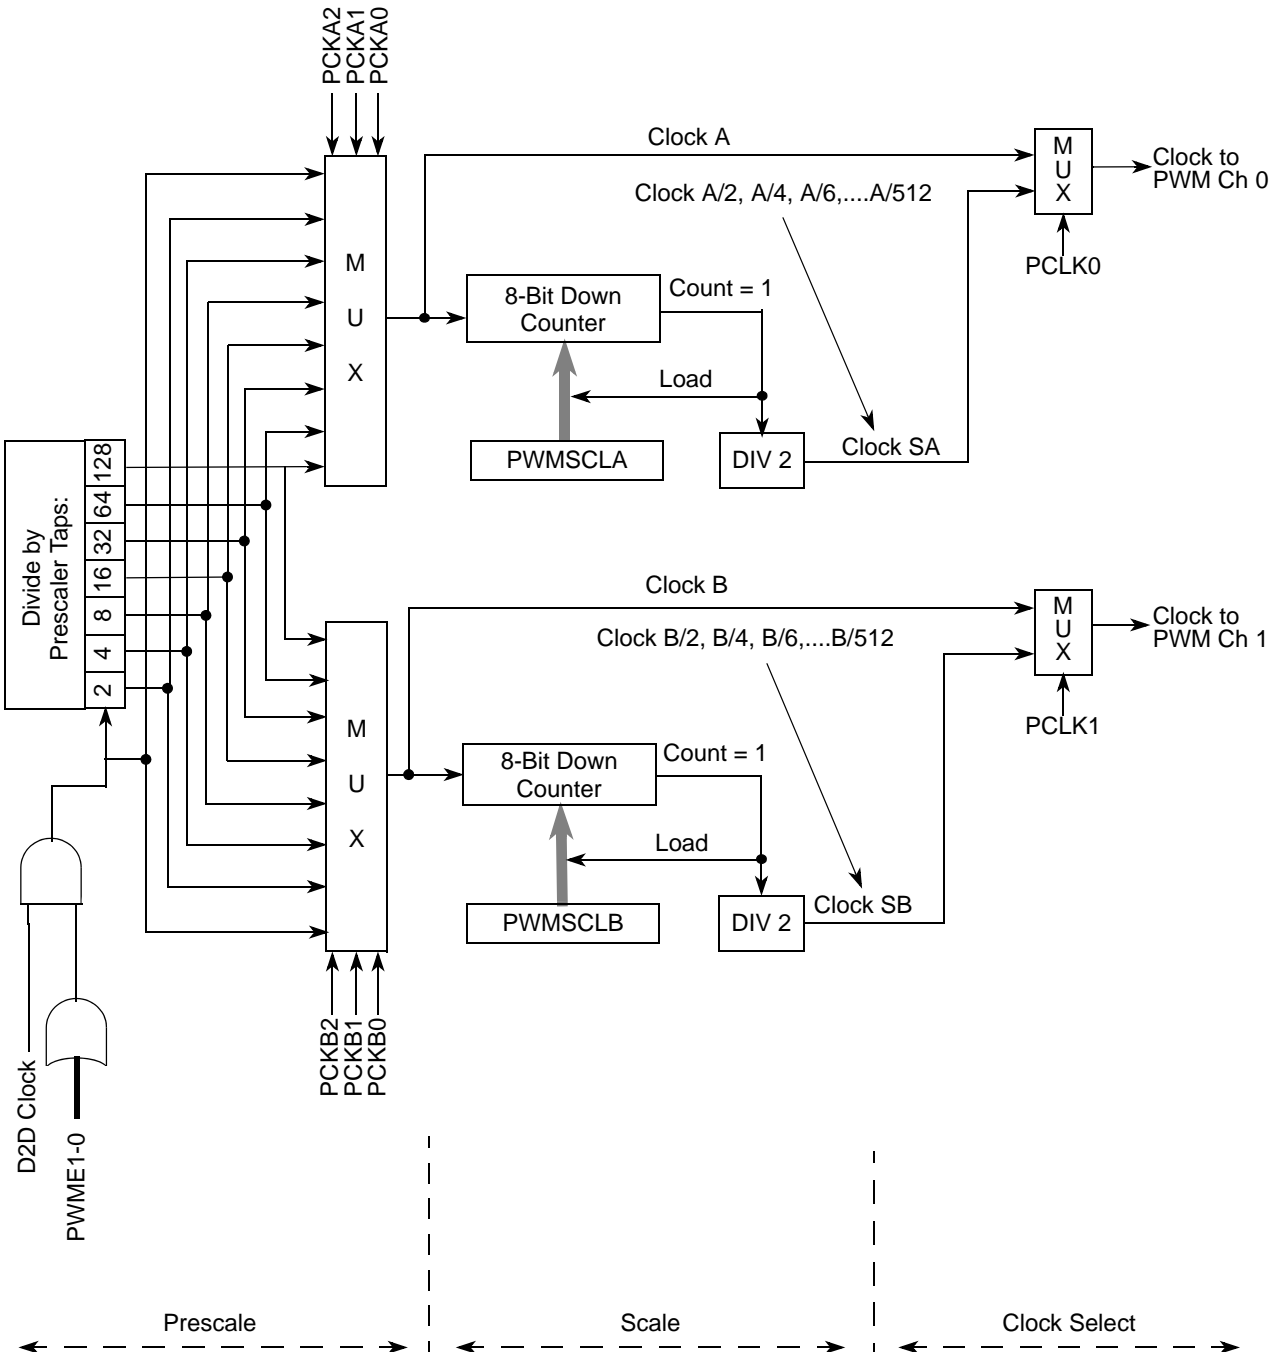 PCKA2
PCKA1
PCKA0
Clock A
M
U
X
Clock to
PWM Ch 0
Clock A/2, A/4, A/6,....A/512
PCLK0
M
U
X
8-Bit Down
Counter
Count = 1
Load
PWMSCLA
DIV 2
Clock SA
Divide by
Prescaler Taps:
128
64
32
16
8
4
2
Clock B
M
U
X
Clock to
PWM Ch 1
Clock B/2, B/4, B/6,....B/512
PCLK1
M
U
X
8-Bit Down
Counter
Count = 1
Load
PWMSCLB
DIV 2
Clock SB
PCKB2
PCKB1
PCKB0
D2D Clock
PWME1-0
Prescale
Scale
Clock Select